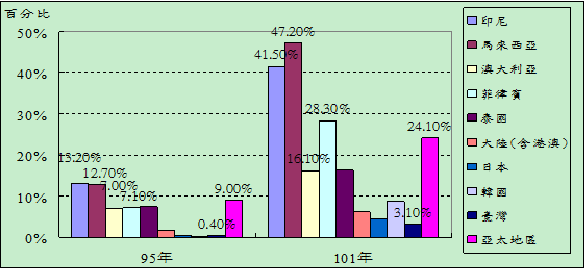 百分比
50%
40%
30%
20%
10%
0%
13.20%
12.70%
7.00%
7.10%
0.40%
9.00%
41.50%
47.20%
16.10%
28.30%
3.10%
24.10%
95年
101年
印尼
馬來西亞
澳大利亞
菲律賓
泰國
大陸(含港澳)
日本
韓國
臺灣
亞太地區